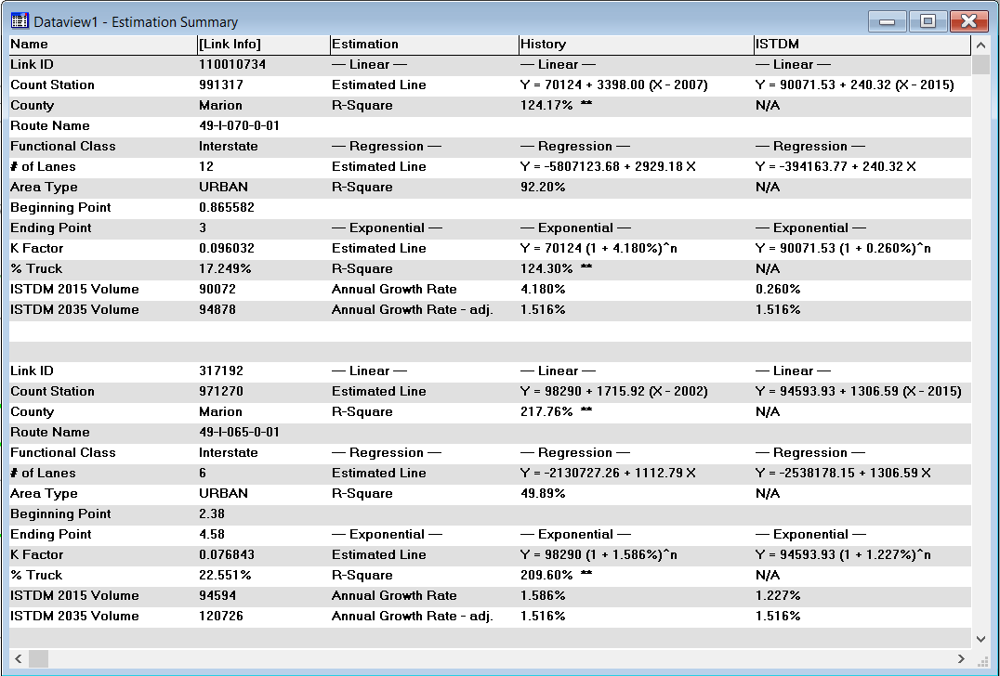 Dataview1 - Estimation Summary
Name [Link Info] Estimation History ISTDM
Link ID 110010734 — Linear — — Linear — — Linear —
Count Station 991317 Estimated Line Y = 70124 + 3398.00 (X - 2007) Y = 90071.53 + 240.32 (X - 2015)
County Marion R-Square 124.17% ** N/A
Route Name 49-I-070-0-01
Functional Class Interstate — Regression — — Regression — — Regression —
# of Lanes 12 Estimated Line Y = -5807123.68 + 2929.18 X Y = -394163.77 + 240.32 X
Area Type URBAN R-Square 92.20% N/A
Beginning Point 0.865582
Ending Point 3 — Exponential — — Exponential — — Exponential —
K Factor 0.096032 Estimated Line Y = 70124 (1 + 4.180%)^n Y = 90071.53 (1 + 0.260%)^n
% Truck 17.249% R-Square 124.30% ** N/A
ISTDM 2015 Volume 90072 Annual Growth Rate 4.180% 0.260%
ISTDM 2035 Volume 94878 Annual Growth Rate - adj. 1.516% 1.516%
Link ID 317192 — Linear — — Linear — — Linear —
Count Station 971270 Estimated Line Y = 98290 + 1715.92 (X - 2002) Y = 94593.93 + 1306.59 (X - 2015)
County Marion R-Square 217.76% ** N/A
Route Name 49-I-065-0-01
Functional Class Interstate — Regression — — Regression — — Regression —
# of Lanes 6 Estimated Line Y = -2130727.26 + 1112.79 X Y = -2538178.15 + 1306.59 X
Area Type URBAN R-Square 49.89% N/A
Beginning Point 2.38
Ending Point 4.58 — Exponential — — Exponential — — Exponential —
K Factor 0.076843 Estimated Line Y = 98290 (1 + 1.586%)^n Y = 94593.93 (1 + 1.227%)^n
% Truck 22.551% R-Square 209.60% ** N/A
ISTDM 2015 Volume 94594 Annual Growth Rate 1.586% 1.227%
ISTDM 2035 Volume 120726 Annual Growth Rate - adj. 1.516% 1.516%